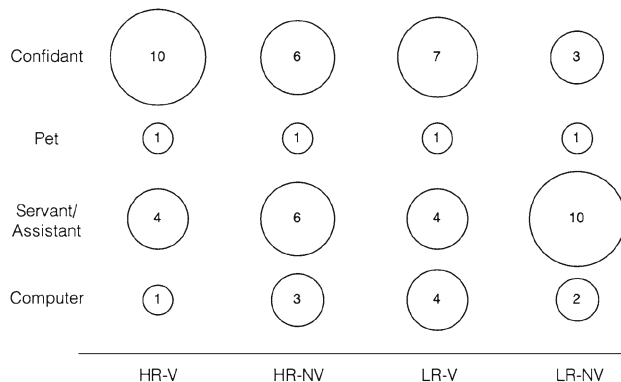 Confidant 10 6 7 3
Pet 1 1 1 1
Servant/
Assistant 4 6 4 10
Computer 1 3 4 2
HR-V HR-NV LR-V LR-NV